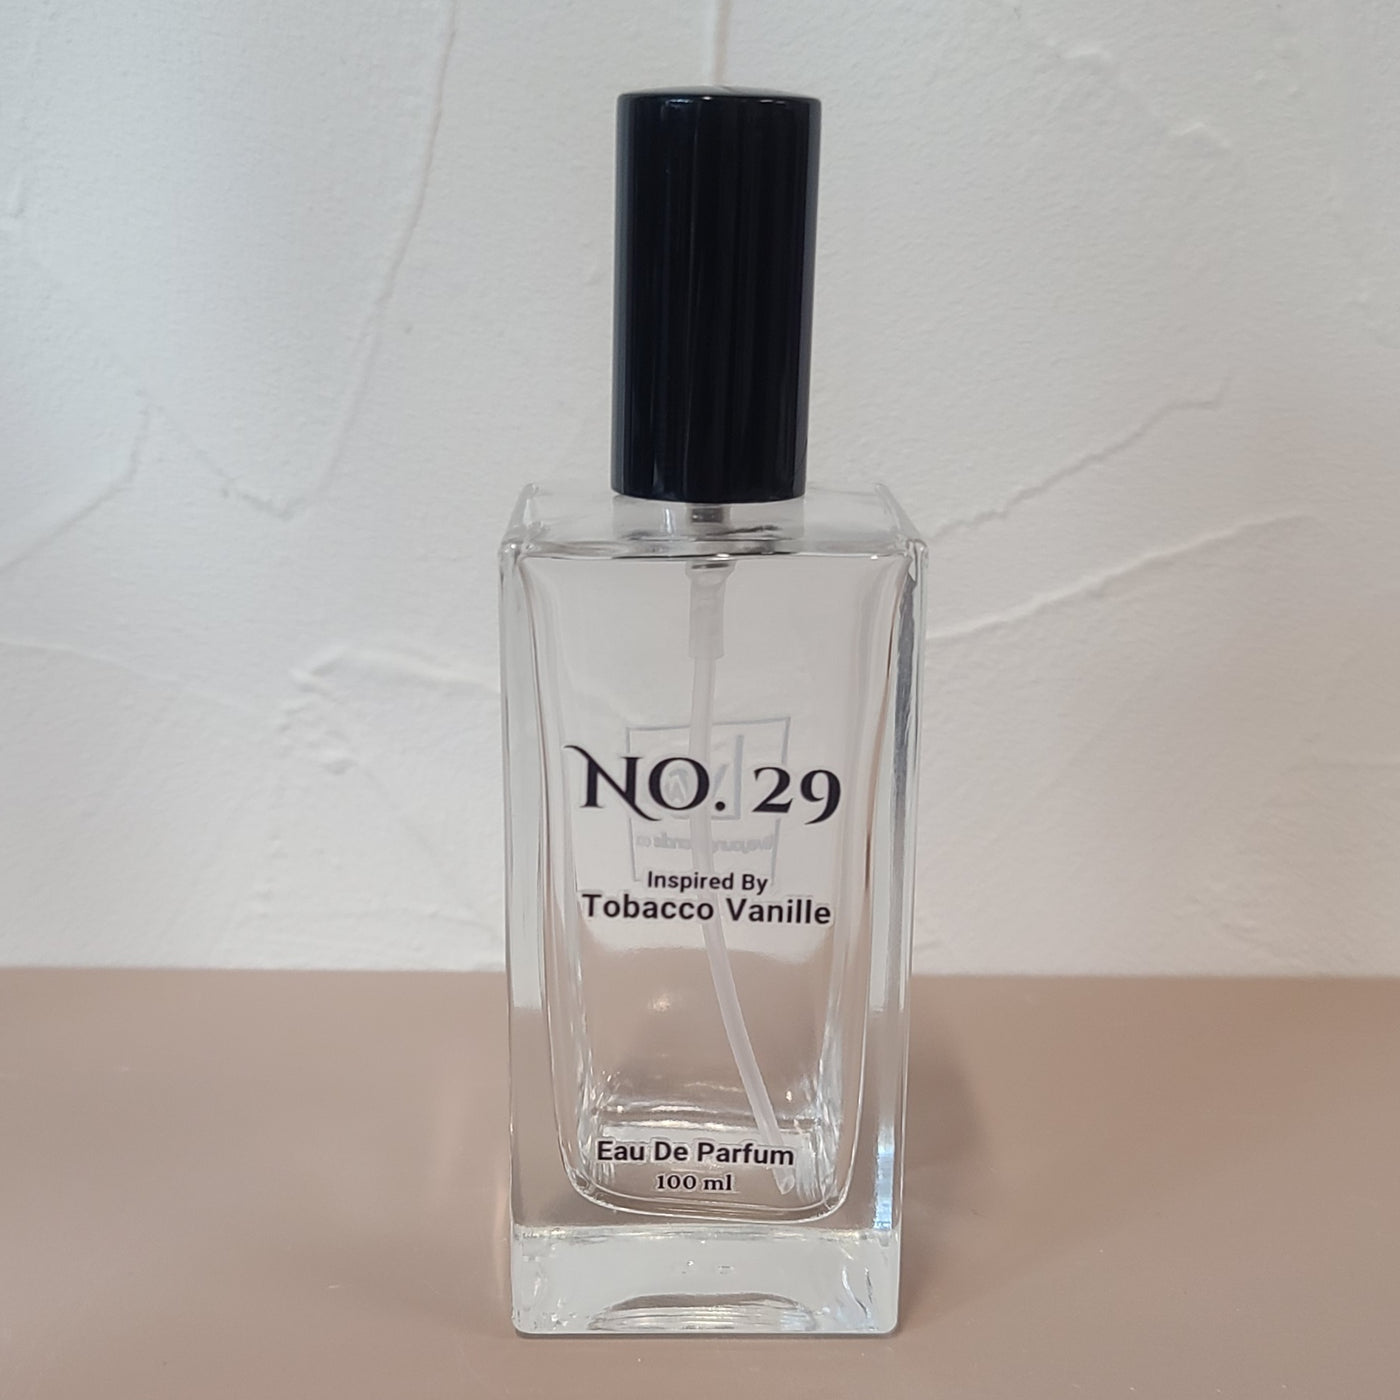 NO. 29
Inspired By
Tobacco Vanille
Eau De Parfum
100 ml